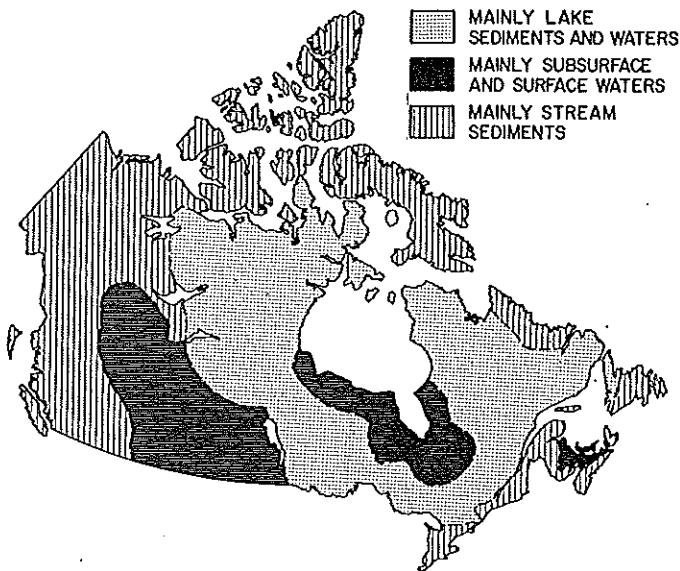 MAINLY LAKE
SEDIMENTS AND WATERS
MAINLY SUBSURFACE
AND SURFACE WATERS
MAINLY STREAM
SEDIMENTS